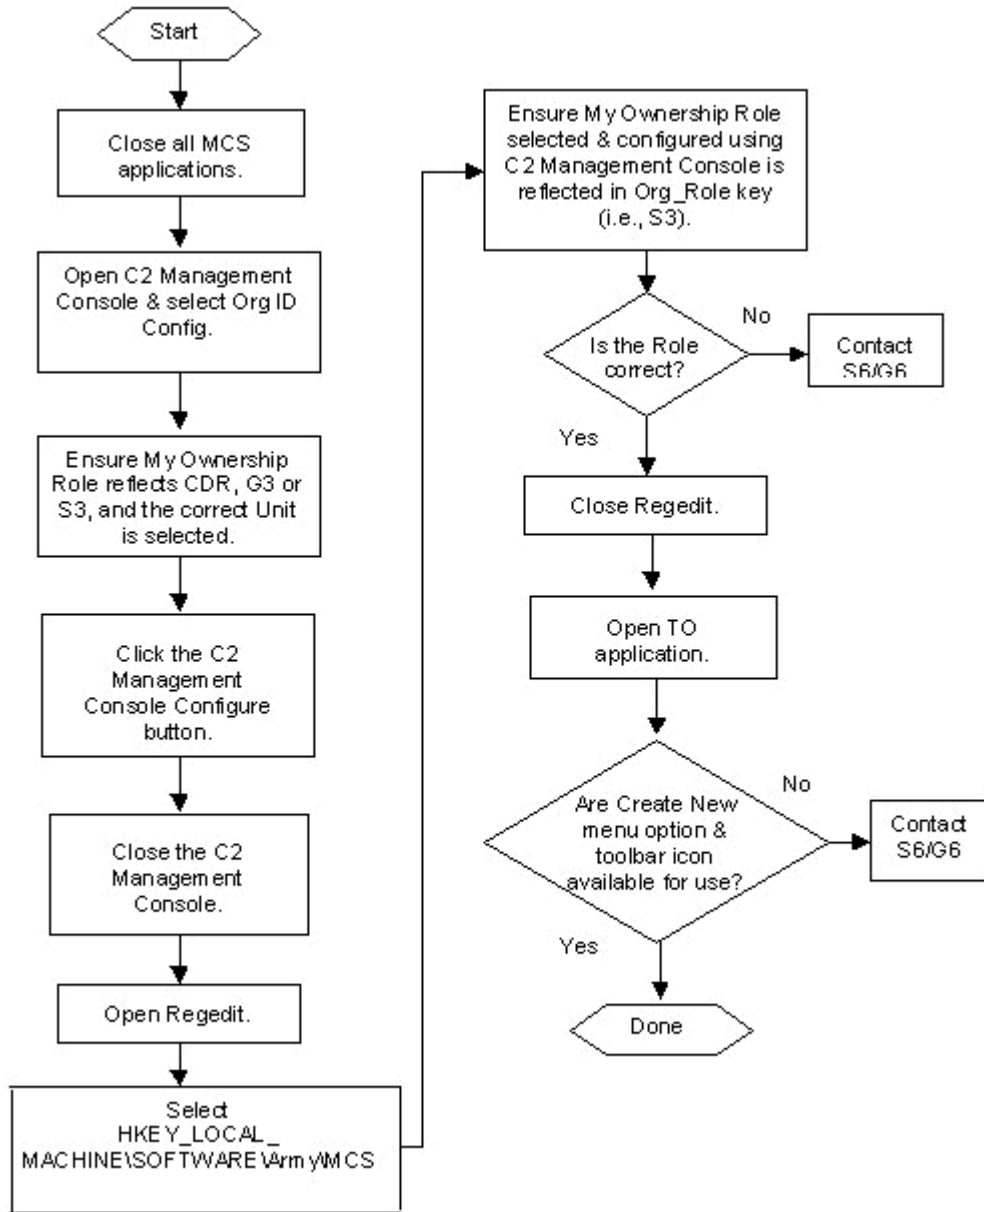 Start
Close all MCS
applications.
Open C2 Management
Console & select Org ID
Config.
Ensure My Ownership
Role reflects CDR, G3 or
S3, and the correct Unit
is selected.
Click the C2
Management
Console Configure
button.
Close the C2
Management
Console.
Open Regedit.
Select
HKEY_LOCAL_
MACHINE\SOFTWARE\Army\MCS
Ensure My Ownership Role
selected & configured using
C2 Management Console is
reflected in Org_Role key
(i.e., S3).
Is the Role
correct?
No
Contact
S6/G6
Yes
Close Regedit.
Open TO
application.
Are Create New
menu option &
toolbar icon
available for use?
No
Contact
S6/G6
Yes
Done